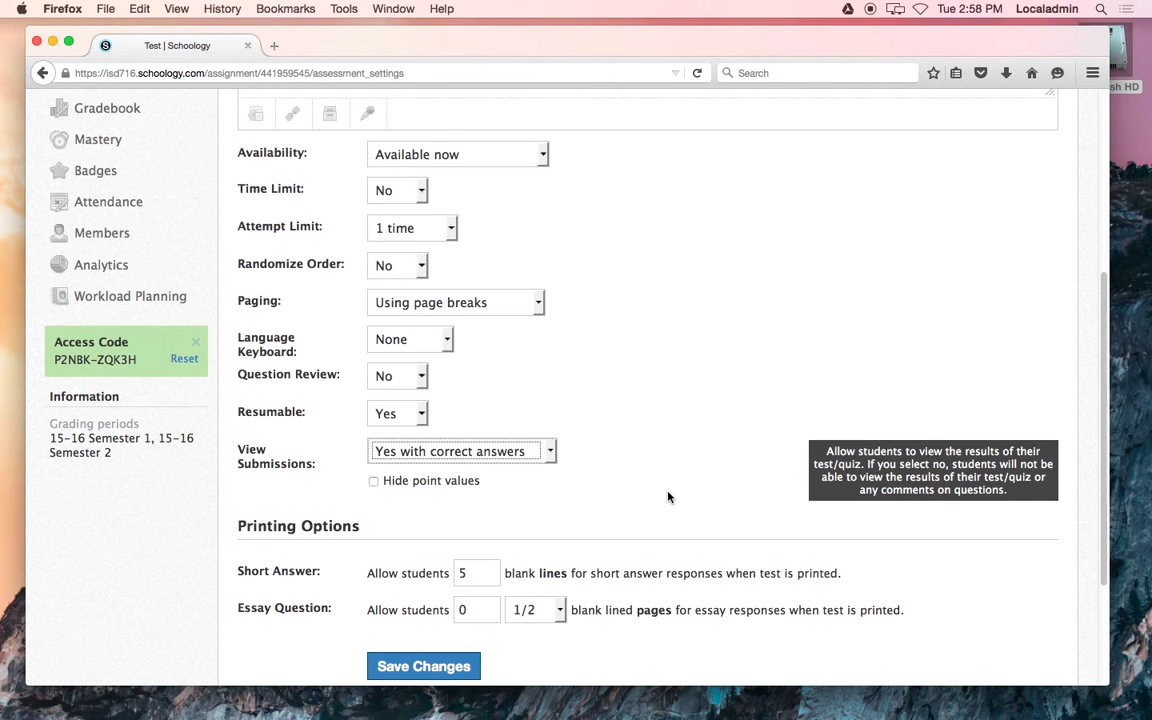 Firefox File Edit View History Bookmarks Tools Window Help Tue 2:58 PM Localadmin
Test | Schoology
https://isd716.schoology.com/assignment/441959545/assessment_settings Search
sh HD
Gradebook
Mastery
Badges
Attendance
Members
Analytics
Workload Planning
Access Code
P2NBK-ZQK3H Reset
Information
Grading periods
15-16 Semester 1, 15-16
Semester 2
Availability: Available now
Time Limit: No
Attempt Limit: 1 time
Randomize Order: No
Paging: Using page breaks
Language
Keyboard: None
Question Review: No
Resumable: Yes
View
Submissions: Yes with correct answers
Hide point values
Allow students to view the results of their
test/quiz. If you select no, students will not be
able to view the results of their test/quiz or
any comments on questions.
Printing Options
Short Answer: Allow students 5 blank lines for short answer responses when test is printed.
Essay Question: Allow students 0 1/2 blank lined pages for essay responses when test is printed.
Save Changes